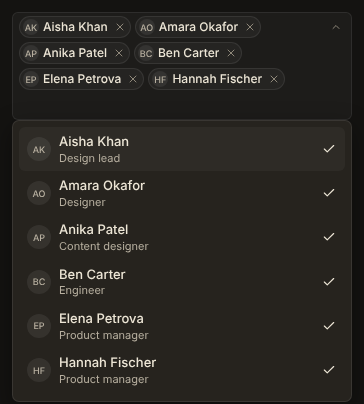 AK Aisha Khan AO Amara Okafor
AP Anika Patel BC Ben Carter
EP Elena Petrova HF Hannah Fischer
AK Aisha Khan
Design lead
AO Amara Okafor
Designer
AP Anika Patel
Content designer
BC Ben Carter
Engineer
EP Elena Petrova
Product manager
HF Hannah Fischer
Product manager